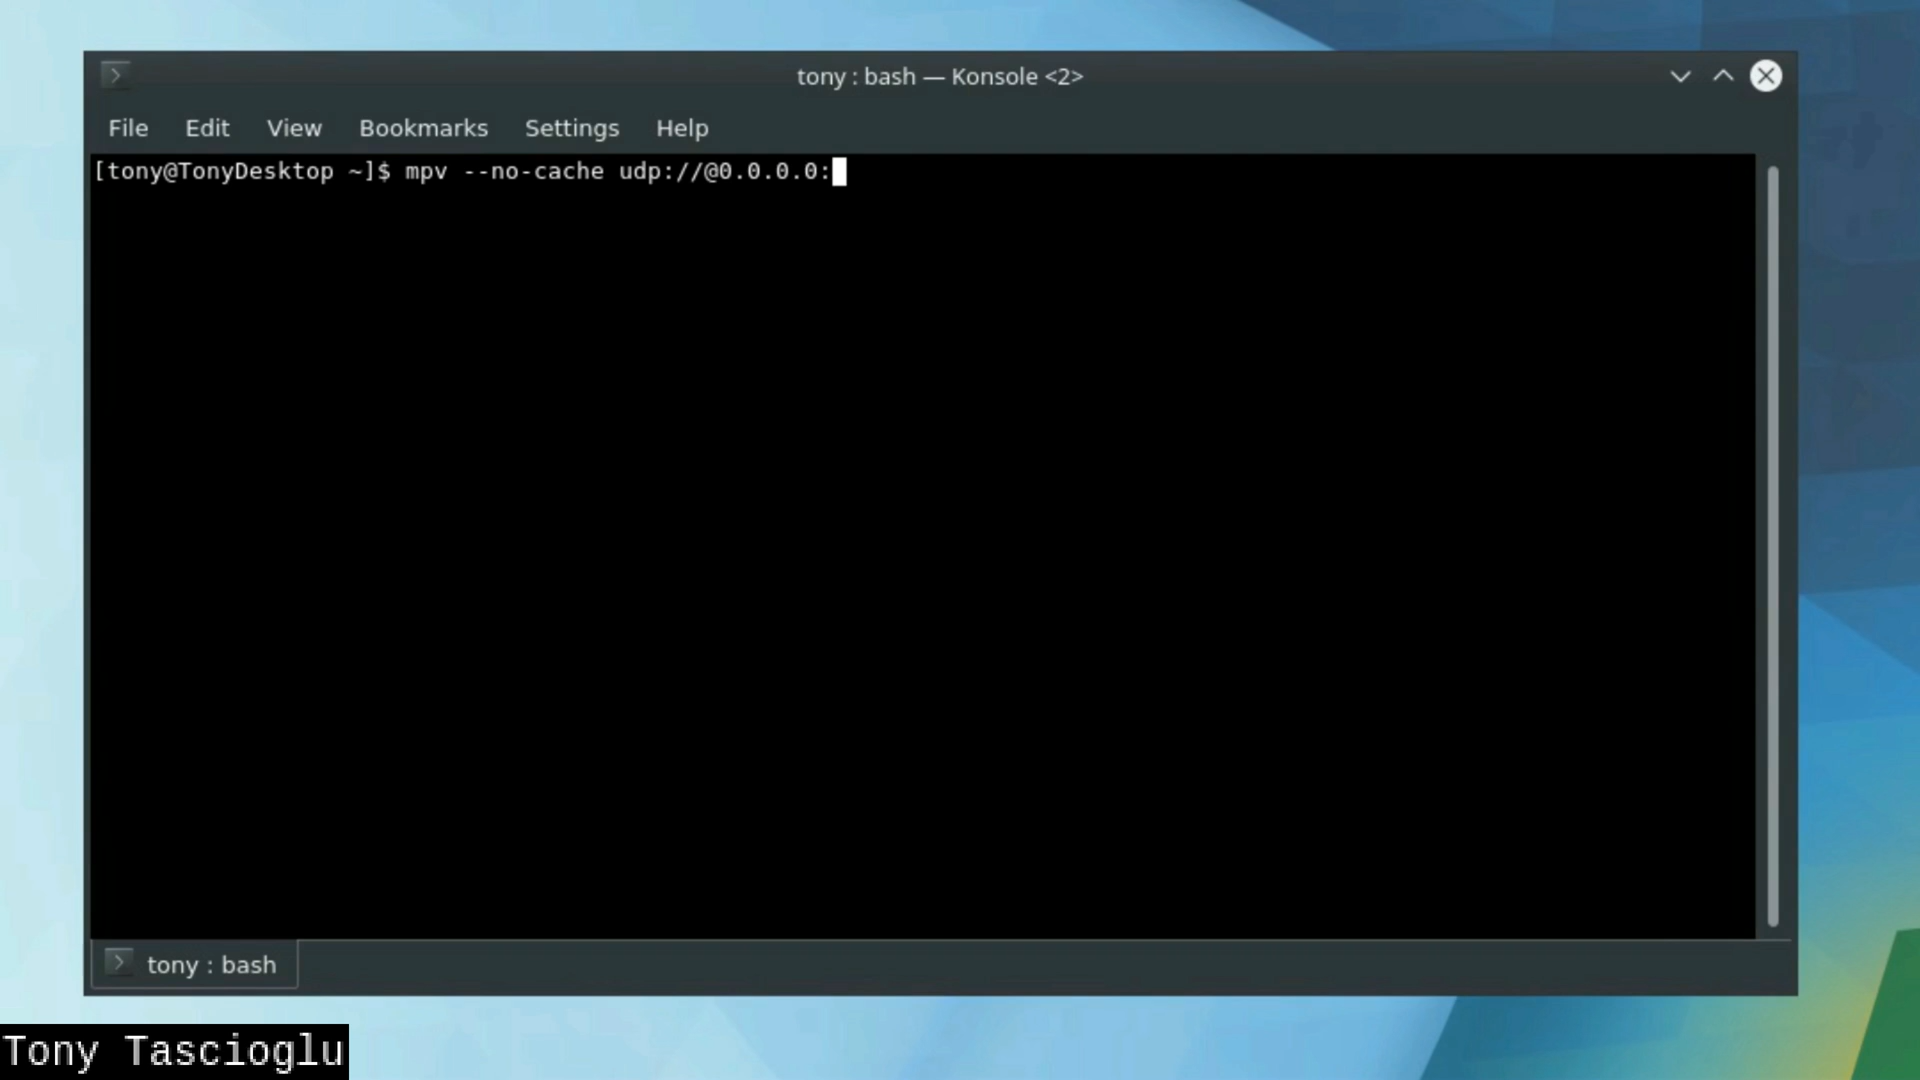 tony : bash — Konsole <2>
File Edit View Bookmarks Settings Help
[tony@TonyDesktop ~]$ mpv --no-cache udp://@0.0.0.0:
tony : bash
Tony Tascioglu